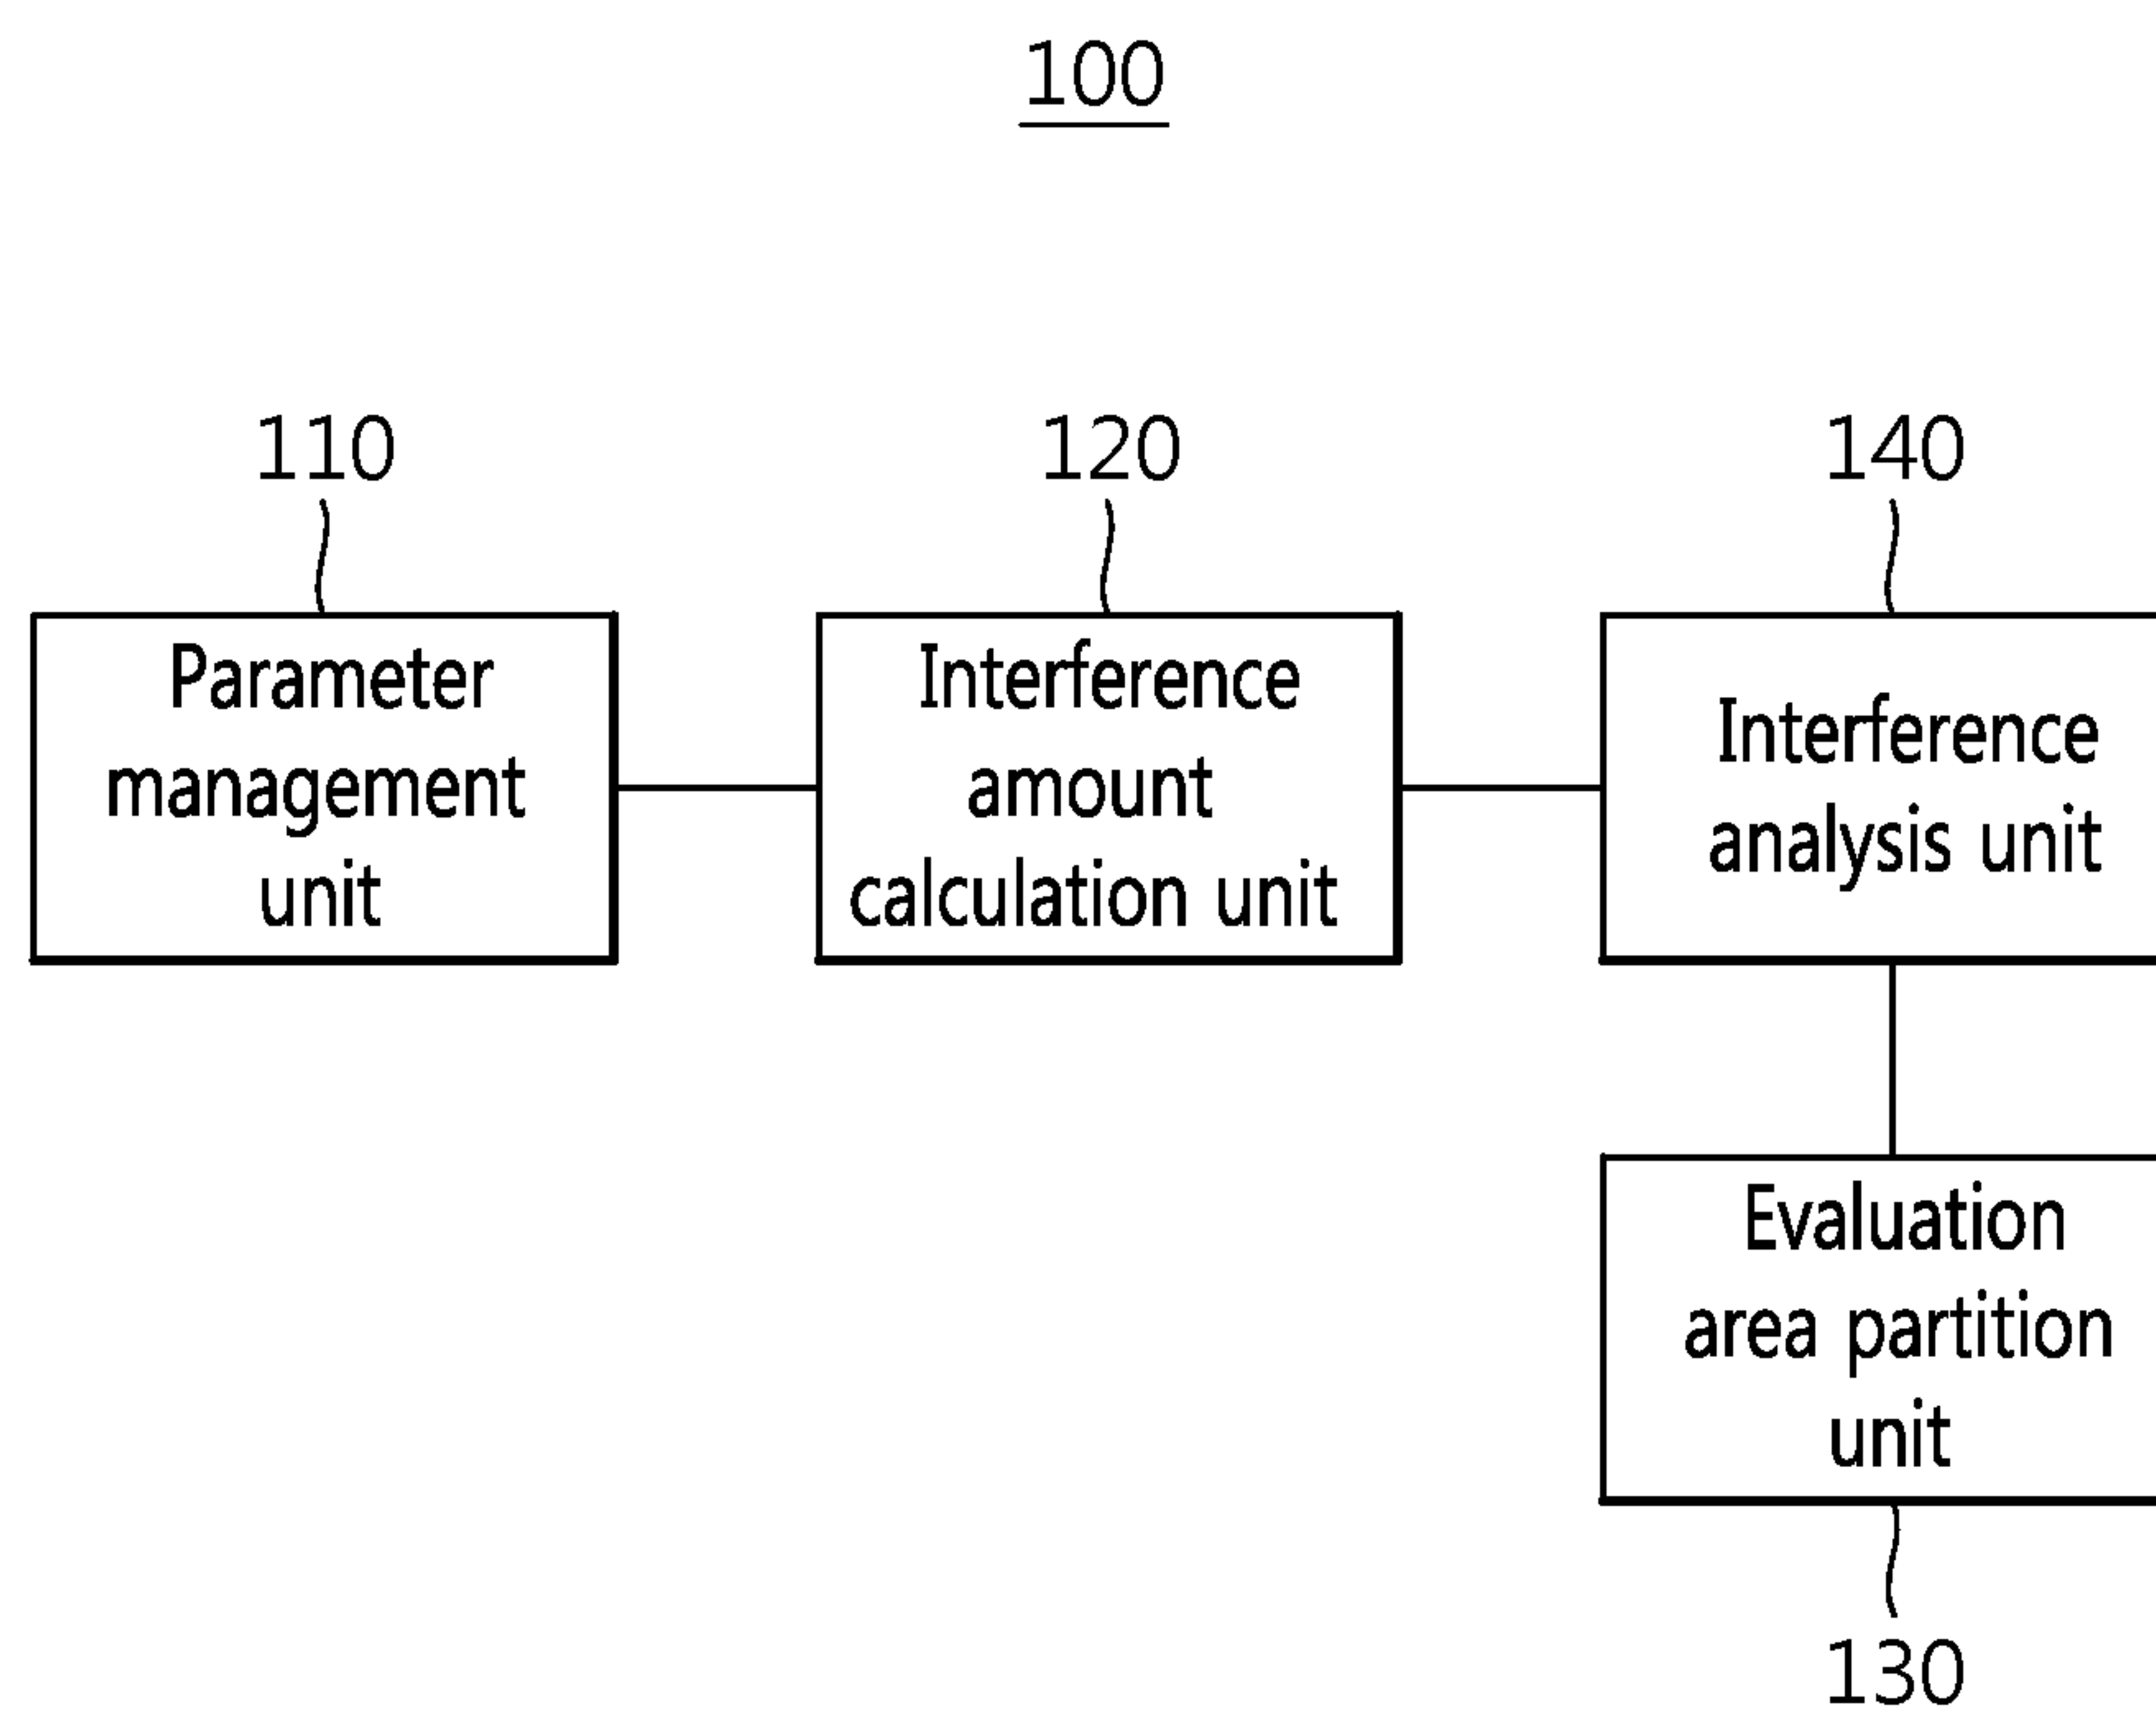 100
110
Parameter
management
unit
120
Interference
amount
calculation unit
140
Interference
analysis unit
Evaluation
area partition
unit
130